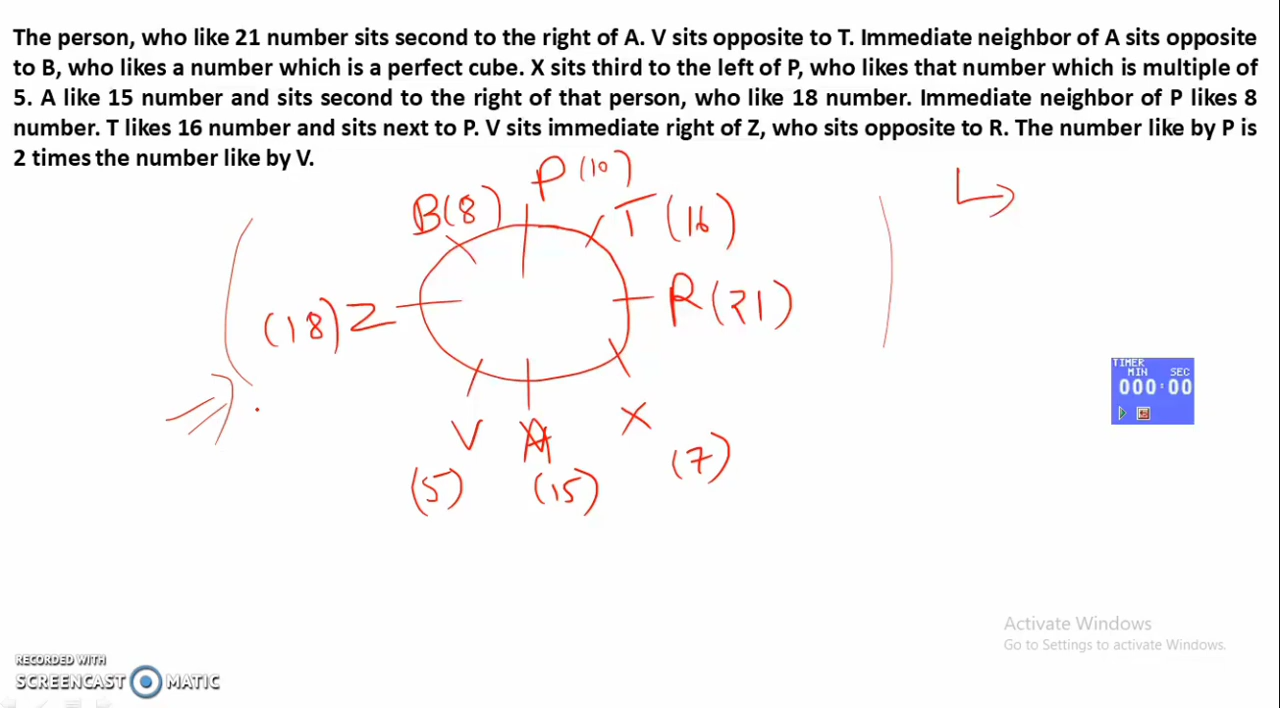 The person, who like 21 number sits second to the right of A. V sits opposite to T. Immediate neighbor of A sits opposite
to B, who likes a number which is a perfect cube. X sits third to the left of P, who likes that number which is multiple of
5. A like 15 number and sits second to the right of that person, who like 18 number. Immediate neighbor of P likes 8
number. T likes 16 number and sits next to P. V sits immediate right of Z, who sits opposite to R. The number like by P is
2 times the number like by V.
P (10)
B(8) T (16)
(18) Z R (21)
V A X
(5) (15) (7)
TIMER
MIN SEC
000:00
Activate Windows
Go to Settings to activate Windows.
RECORDED WITH
SCREENCAST MATIC